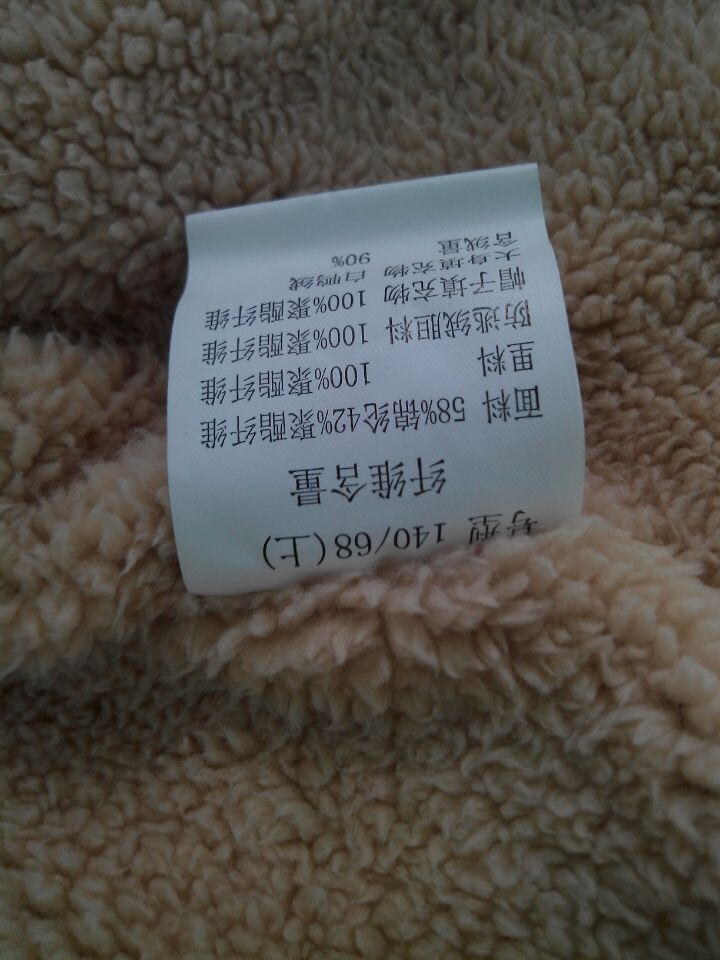 号型 140/68(上)
纤维含量
面料 58%锦纶42%聚酯纤维
里料 100%聚酯纤维
防逃绒胆料 100%聚酯纤维
帽子填充物 100%聚酯纤维
大身填充物 白鸭绒
含绒量 90%